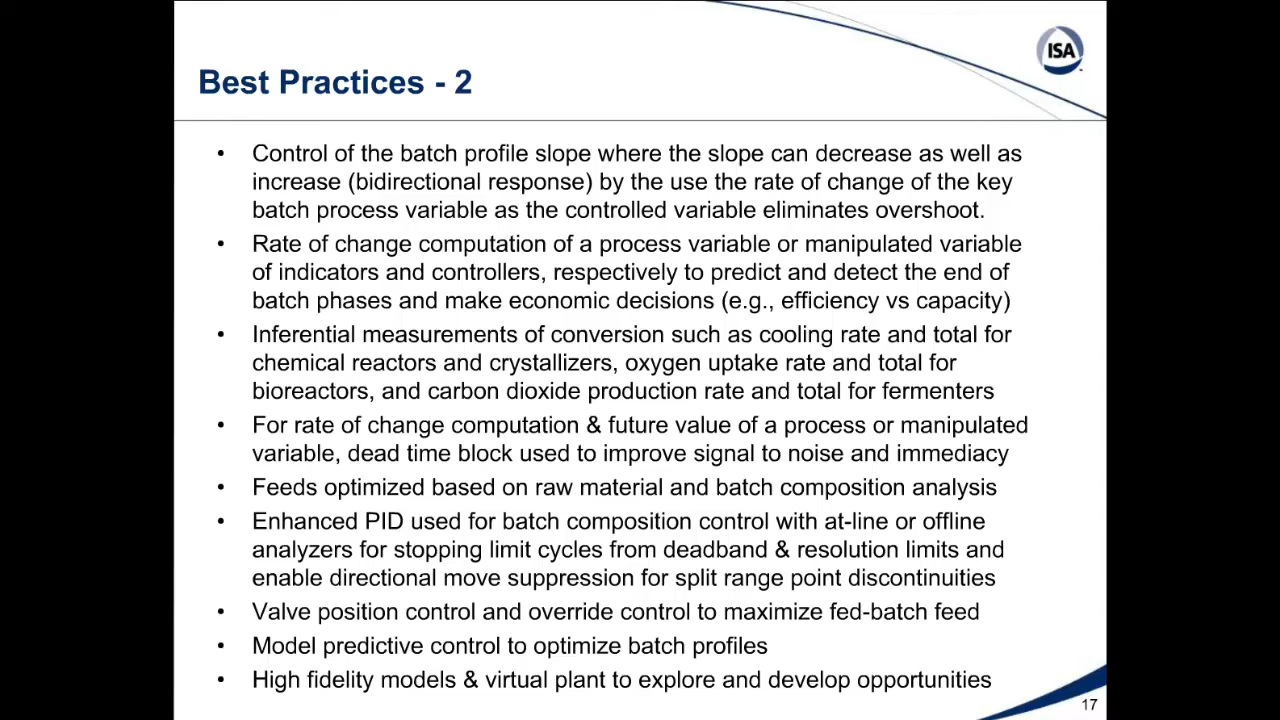 ISA
Best Practices - 2
• Control of the batch profile slope where the slope can decrease as well as
increase (bidirectional response) by the use the rate of change of the key
batch process variable as the controlled variable eliminates overshoot.
• Rate of change computation of a process variable or manipulated variable
of indicators and controllers, respectively to predict and detect the end of
batch phases and make economic decisions (e.g., efficiency vs capacity)
• Inferential measurements of conversion such as cooling rate and total for
chemical reactors and crystallizers, oxygen uptake rate and total for
bioreactors, and carbon dioxide production rate and total for fermenters
• For rate of change computation & future value of a process or manipulated
variable, dead time block used to improve signal to noise and immediacy
• Feeds optimized based on raw material and batch composition analysis
• Enhanced PID used for batch composition control with at-line or offline
analyzers for stopping limit cycles from deadband & resolution limits and
enable directional move suppression for split range point discontinuities
• Valve position control and override control to maximize fed-batch feed
• Model predictive control to optimize batch profiles
• High fidelity models & virtual plant to explore and develop opportunities
17